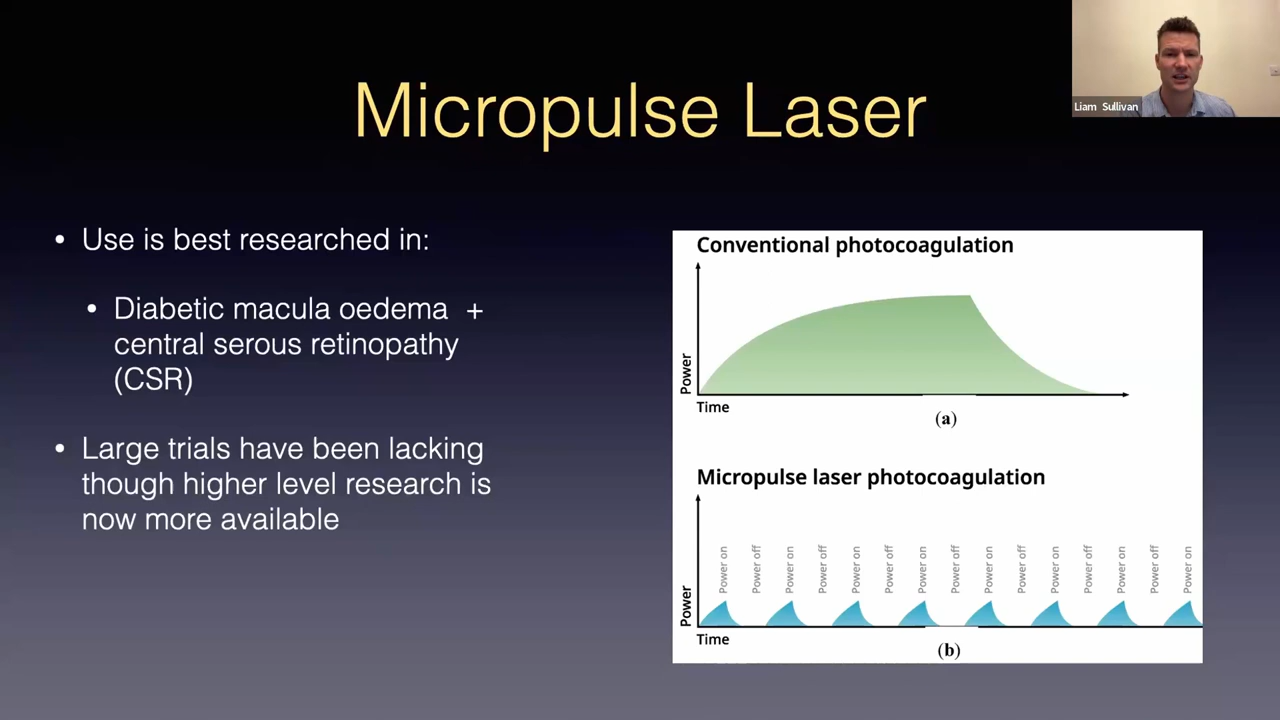 Liam Sullivan
Micropulse Laser
• Use is best researched in:
• Diabetic macula oedema +
central serous retinopathy
(CSR)
• Large trials have been lacking
though higher level research is
now more available
Conventional photocoagulation
Power
Time
(a)
Micropulse laser photocoagulation
Power on
Power off
Power on
Power off
Power on
Power off
Power on
Power off
Power on
Power off
Power on
Power off
Power on
Power off
Power on
Power
Time
(b)